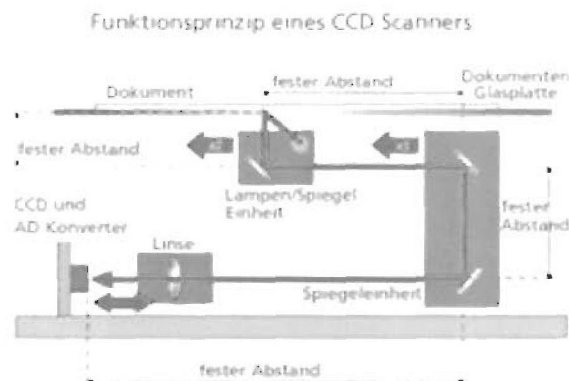 Funktionsprinzip eines CCD Scanners
fester Abstand
Dokument
Dokumenten
Glasplatte
fester Abstand
Lampen/Spiegel
Einheit
CCD und
AD Konverter
Linse
fester
Abstand
Spiegeleinheit
fester Abstand